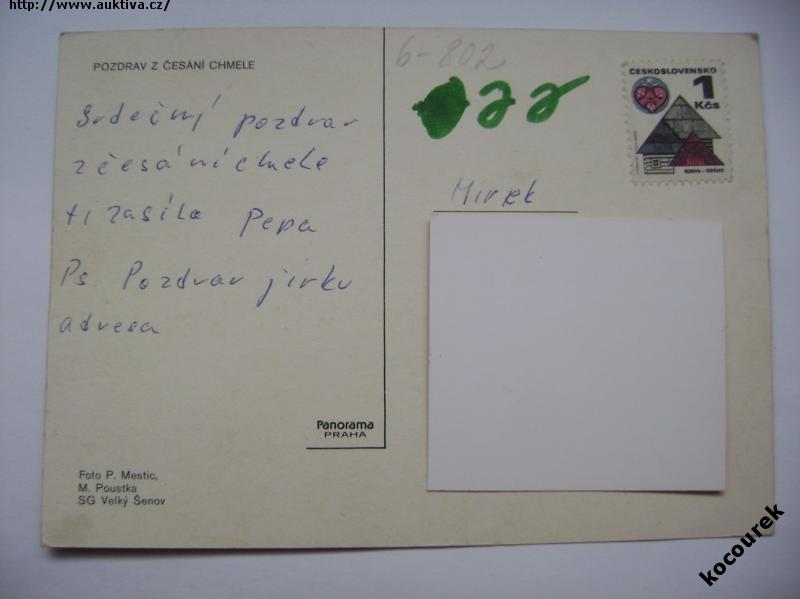 http://www.auktiva.cz/
POZDRAV Z ČESÁNÍ CHMELE
Srdečný pozdrav
z česání chmele
ti zasílá Pepa
Ps Pozdrav jirku
adresa
6-802
ČESKOSLOVENSKO
1
Kčs
Mirek
Panorama
PRAHA
Foto P. Mestic,
M. Poustka
SG Velký Šenov
kocourek